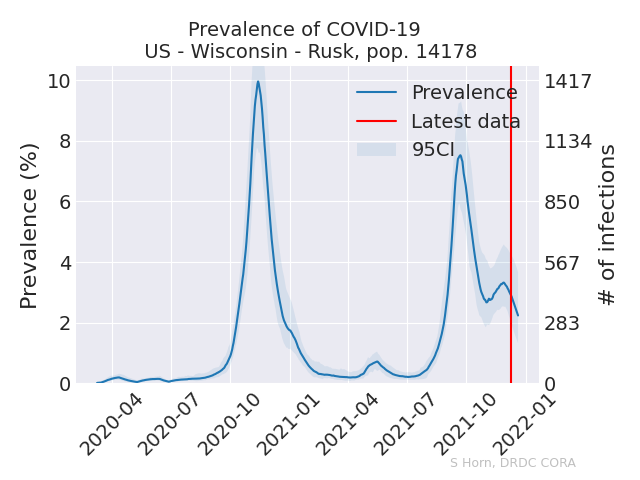 Prevalence of COVID-19
US - Wisconsin - Rusk, pop. 14178
Prevalence (%)
10
8
6
4
2
0
Prevalence
Latest data
95CI
1417
1134
850
567
283
0
# of infections
2020-04
2020-07
2020-10
2021-01
2021-04
2021-07
2021-10
2022-01
S Horn, DRDC CORA